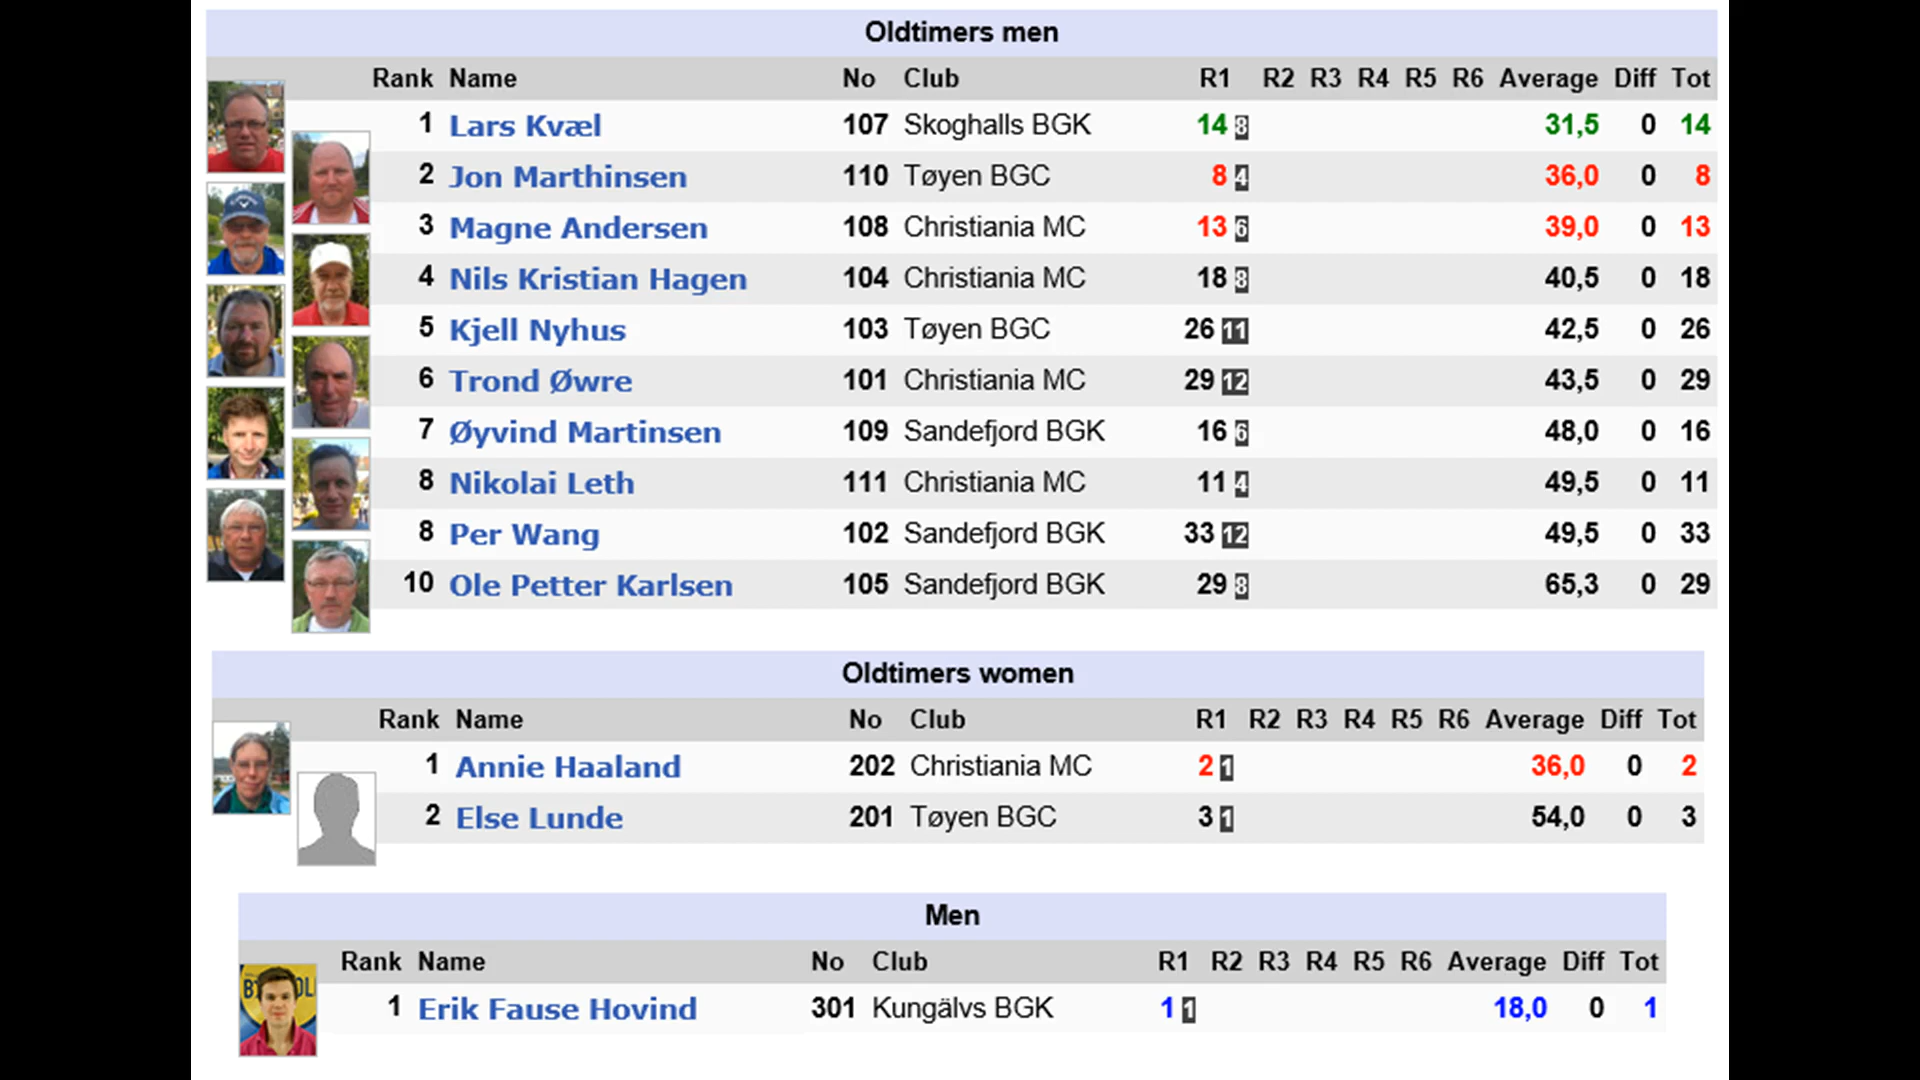 Oldtimers men
Rank Name No Club R1 R2 R3 R4 R5 R6 Average Diff Tot
1 Lars Kvæl 107 Skoghalls BGK 14 8 31,5 0 14
2 Jon Marthinsen 110 Tøyen BGC 8 4 36,0 0 8
3 Magne Andersen 108 Christiania MC 13 6 39,0 0 13
4 Nils Kristian Hagen 104 Christiania MC 18 8 40,5 0 18
5 Kjell Nyhus 103 Tøyen BGC 26 11 42,5 0 26
6 Trond Øwre 101 Christiania MC 29 12 43,5 0 29
7 Øyvind Martinsen 109 Sandefjord BGK 16 6 48,0 0 16
8 Nikolai Leth 111 Christiania MC 11 4 49,5 0 11
8 Per Wang 102 Sandefjord BGK 33 12 49,5 0 33
10 Ole Petter Karlsen 105 Sandefjord BGK 29 8 65,3 0 29
Oldtimers women
Rank Name No Club R1 R2 R3 R4 R5 R6 Average Diff Tot
1 Annie Haaland 202 Christiania MC 2 1 36,0 0 2
2 Else Lunde 201 Tøyen BGC 3 1 54,0 0 3
Men
Rank Name No Club R1 R2 R3 R4 R5 R6 Average Diff Tot
1 Erik Fause Hovind 301 Kungälvs BGK 1 1 18,0 0 1